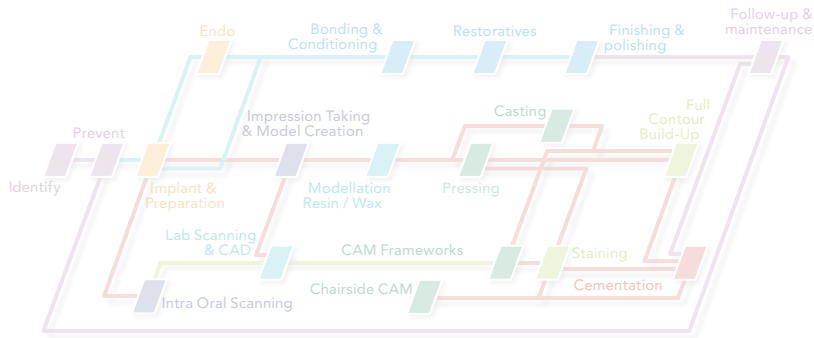 Follow-up &
maintenance
Endo
Bonding &
Conditioning
Restoratives
Finishing &
polishing
Impression Taking
& Model Creation
Casting
Full
Contour
Build-Up
Prevent
Identify
Implant &
Preparation
Modellation
Resin / Wax
Pressing
Lab Scanning
& CAD
CAM Frameworks
Staining
Intra Oral Scanning
Chairside CAM
Cementation